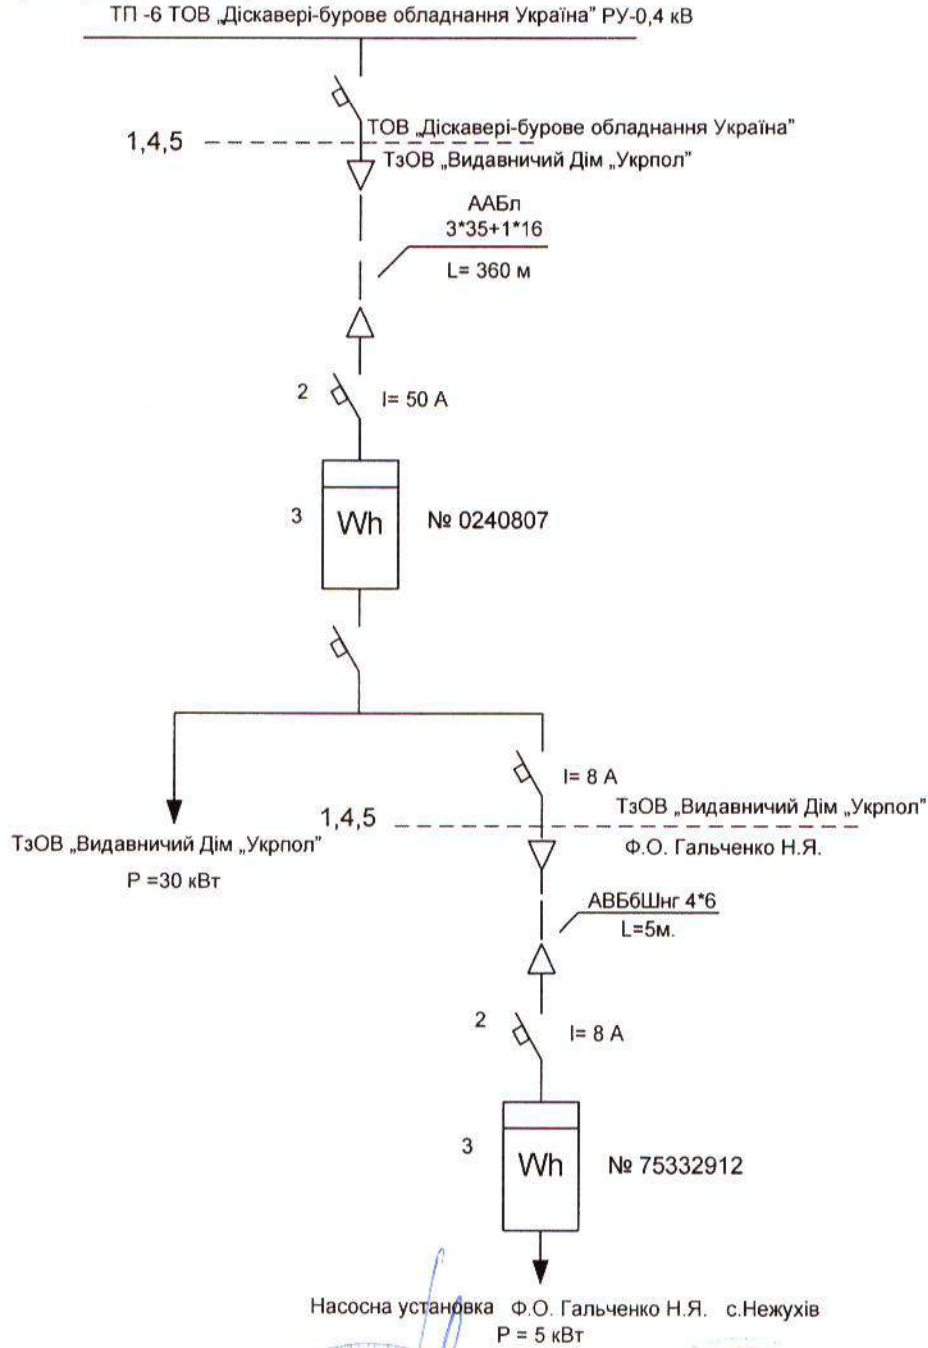 ТП -6 ТОВ „Діскавері-бурове обладнання Україна” РУ-0,4 кВ
ТОВ „Діскавері-бурове обладнання Україна”
1,4,5
ТзОВ „Видавничий Дім „Укрпол”
ААБл
3*35+1*16
L= 360 м
2
I= 50 А
3
Wh
№ 0240807
I= 8 А
ТзОВ „Видавничий Дім „Укрпол”
1,4,5
ТзОВ „Видавничий Дім „Укрпол”
Ф.О. Гальченко Н.Я.
Р =30 кВт
АВБбШнг 4*6
L=5м.
2
I= 8 А
3
Wh
№ 75332912
Насосна установка Ф.О. Гальченко Н.Я. с.Нежухів
Р = 5 кВт